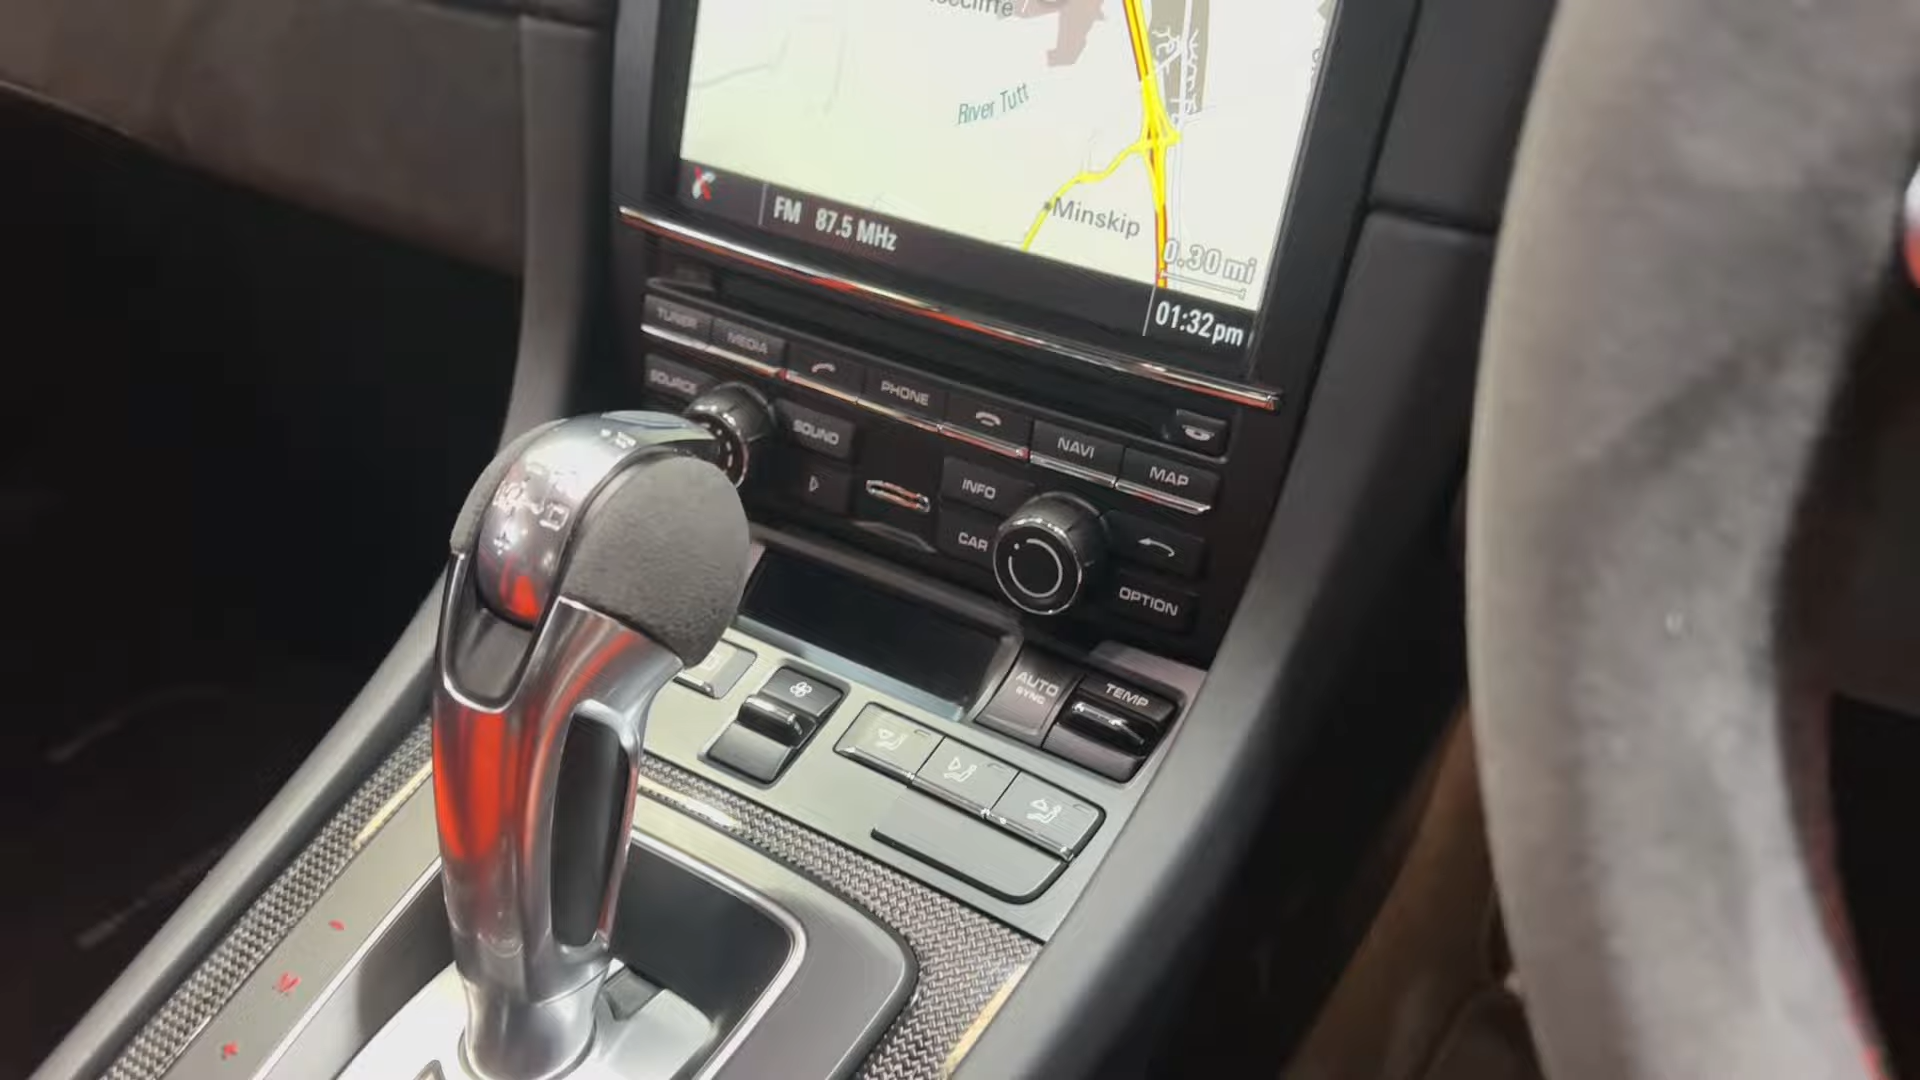 River Tutt
Minskip
0.30 mi
FM 87.5 MHz
01:32pm
TUNER
MEDIA
PHONE
NAVI
MAP
SOURCE
SOUND
INFO
CAR
OPTION
AUTO
SYNC
TEMP
-
M
+